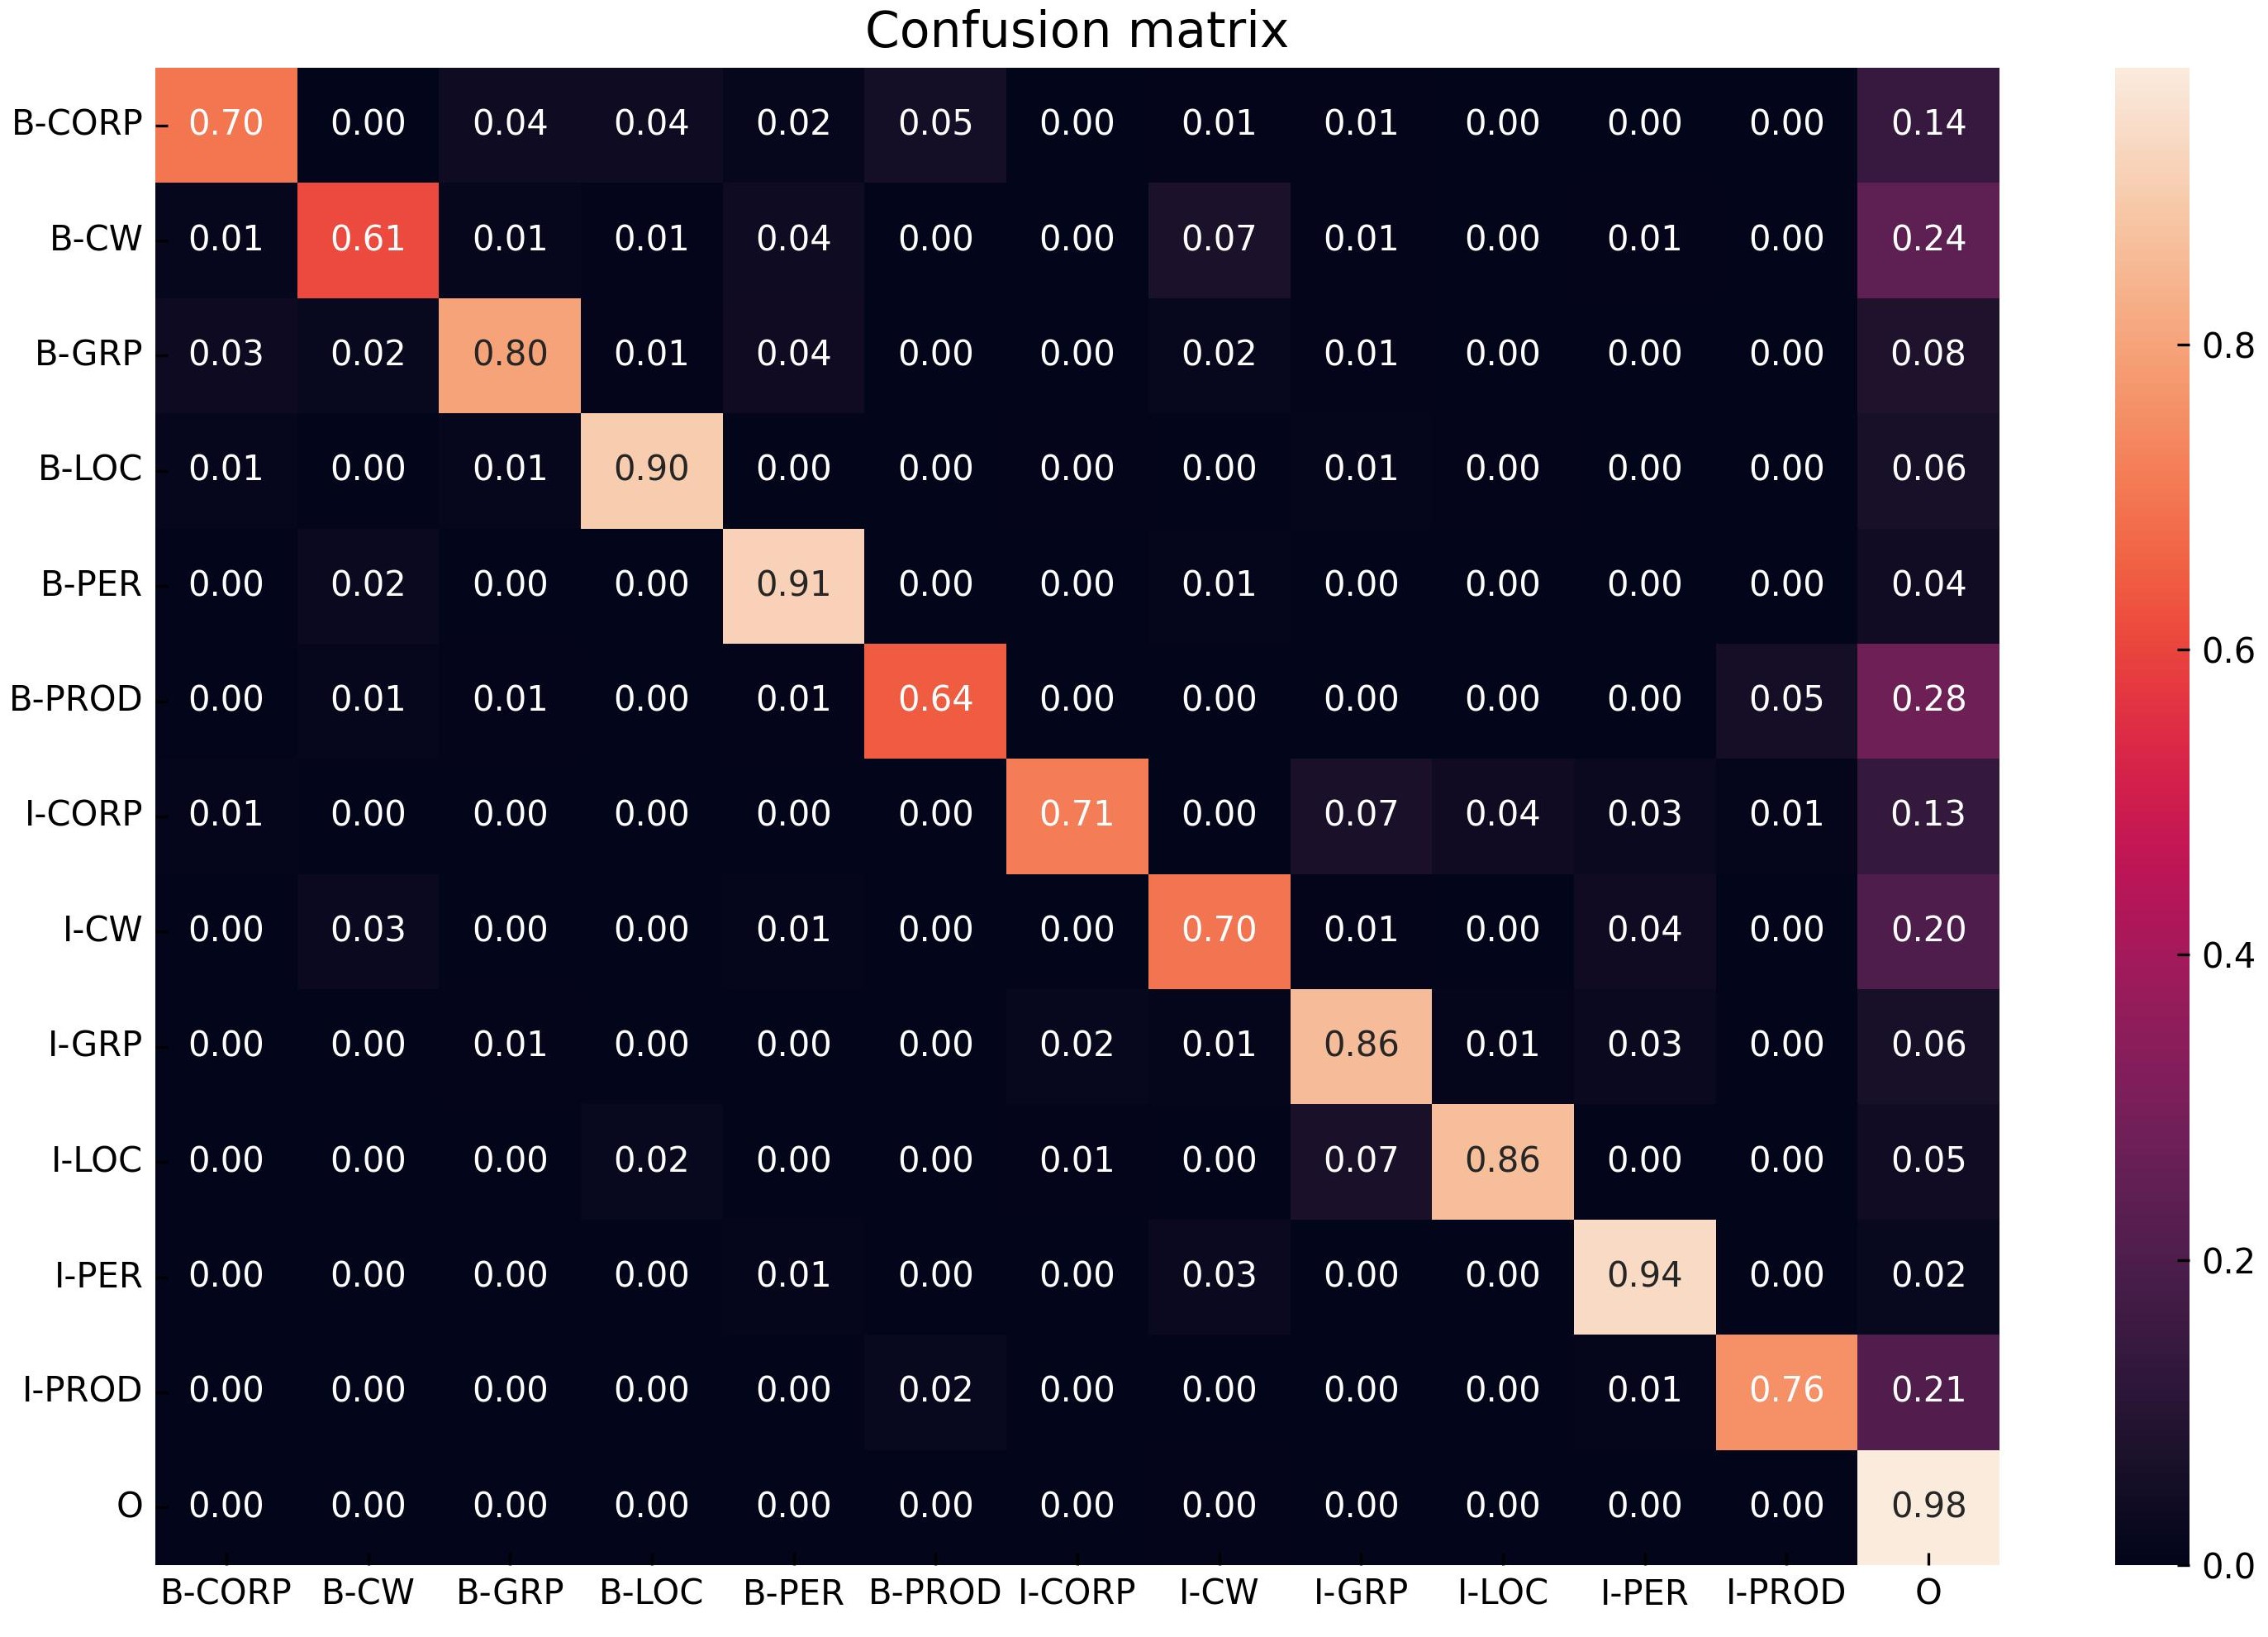 Confusion matrix
B-CORP 0.70 0.00 0.04 0.04 0.02 0.05 0.00 0.01 0.01 0.00 0.00 0.00 0.14
B-CW 0.01 0.61 0.01 0.01 0.04 0.00 0.00 0.07 0.01 0.00 0.01 0.00 0.24
B-GRP 0.03 0.02 0.80 0.01 0.04 0.00 0.00 0.02 0.01 0.00 0.00 0.00 0.08 0.8
B-LOC 0.01 0.00 0.01 0.90 0.00 0.00 0.00 0.00 0.01 0.00 0.00 0.00 0.06
B-PER 0.00 0.02 0.00 0.00 0.91 0.00 0.00 0.01 0.00 0.00 0.00 0.00 0.04
0.6
B-PROD 0.00 0.01 0.01 0.00 0.01 0.64 0.00 0.00 0.00 0.00 0.00 0.05 0.28
I-CORP 0.01 0.00 0.00 0.00 0.00 0.00 0.71 0.00 0.07 0.04 0.03 0.01 0.13
I-CW 0.00 0.03 0.00 0.00 0.01 0.00 0.00 0.70 0.01 0.00 0.04 0.00 0.20
0.4
I-GRP 0.00 0.00 0.01 0.00 0.00 0.00 0.02 0.01 0.86 0.01 0.03 0.00 0.06
I-LOC 0.00 0.00 0.00 0.02 0.00 0.00 0.01 0.00 0.07 0.86 0.00 0.00 0.05
I-PER 0.00 0.00 0.00 0.00 0.01 0.00 0.00 0.03 0.00 0.00 0.94 0.00 0.02 0.2
I-PROD 0.00 0.00 0.00 0.00 0.00 0.02 0.00 0.00 0.00 0.00 0.01 0.76 0.21
O 0.00 0.00 0.00 0.00 0.00 0.00 0.00 0.00 0.00 0.00 0.00 0.00 0.98
0.0
B-CORP B-CW B-GRP B-LOC B-PER B-PROD I-CORP I-CW I-GRP I-LOC I-PER I-PROD O